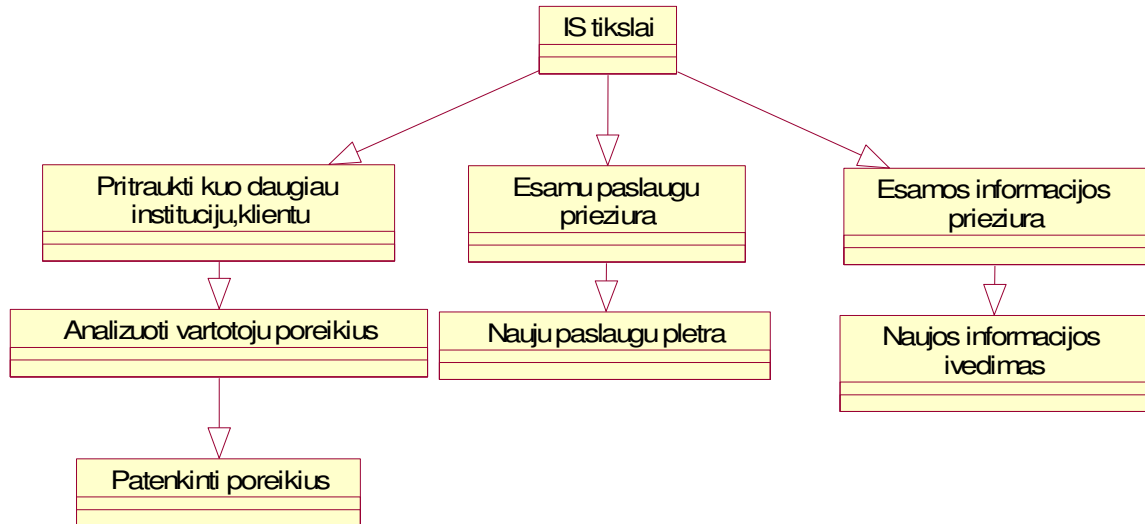 IS tikslai
Pritraukti kuo daugiau
instituciju,klientu
Esamu paslaugu
prieziura
Esamos informacijos
prieziura
Analizuoti vartotoju poreikius
Nauju paslaugu pletra
Naujos informacijos
ivedimas
Patenkinti poreikius